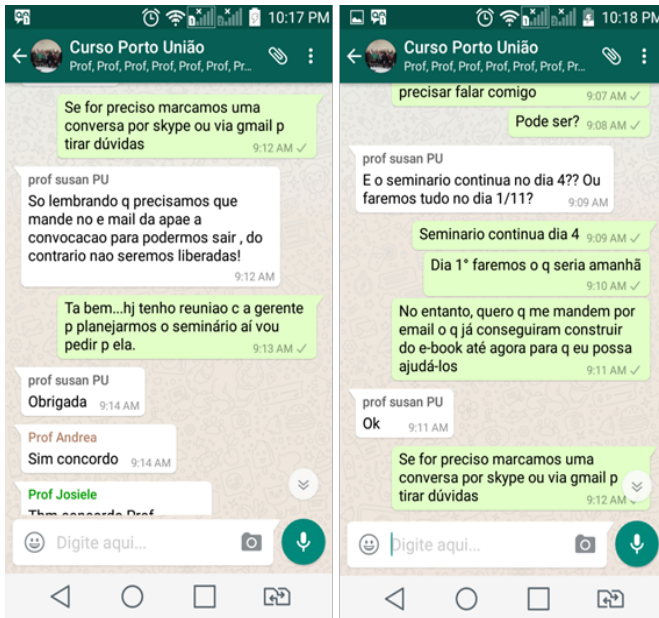 10:17 PM
Curso Porto União
Prof, Prof, Prof, Prof, Prof, Prof, Pr...
Se for preciso marcamos uma
conversa por skype ou via gmail p
tirar dúvidas
9:12 AM
prof susan PU
So lembrando q precisamos que
mande no e mail da apae a
convocacao para podermos sair , do
contrario nao seremos liberadas!
9:12 AM
Ta bem...hj tenho reuniao c a gerente
p planejarmos o seminário aí vou
pedir p ela.
9:13 AM
prof susan PU
Obrigada 9:14 AM
Prof Andrea
Sim concordo 9:14 AM
Prof Josiele
Tbm concordo Prof
Digite aqui...
10:18 PM
Curso Porto União
Prof, Prof, Prof, Prof, Prof, Prof, Pr...
precisar falar comigo
9:07 AM
Pode ser? 9:08 AM
prof susan PU
E o seminario continua no dia 4?? Ou
faremos tudo no dia 1/11?
9:09 AM
Seminario continua dia 4 9:09 AM
Dia 1° faremos o q seria amanhã
9:10 AM
No entanto, quero q me mandem por
email o q já conseguiram construir
do e-book até agora para q eu possa
ajudá-los
9:11 AM
prof susan PU
Ok 9:11 AM
Se for preciso marcamos uma
conversa por skype ou via gmail p
tirar dúvidas
9:12 AM
Digite aqui...